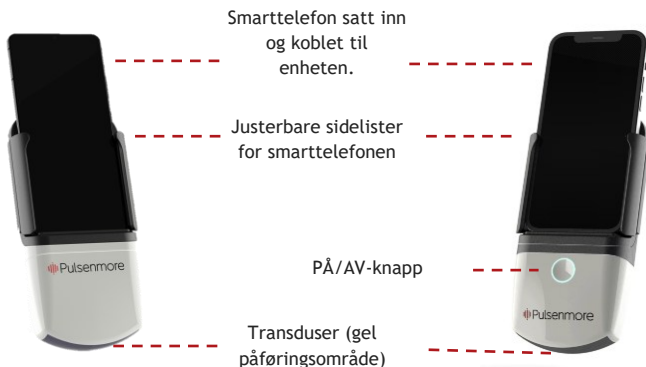 Smarttelefon satt inn
og koblet til
enheten.
Justerbare sidelister
for smarttelefonen
Pulsenmore
PÅ/AV-knapp
Pulsenmore
Transduser (gel
påføringsområde)